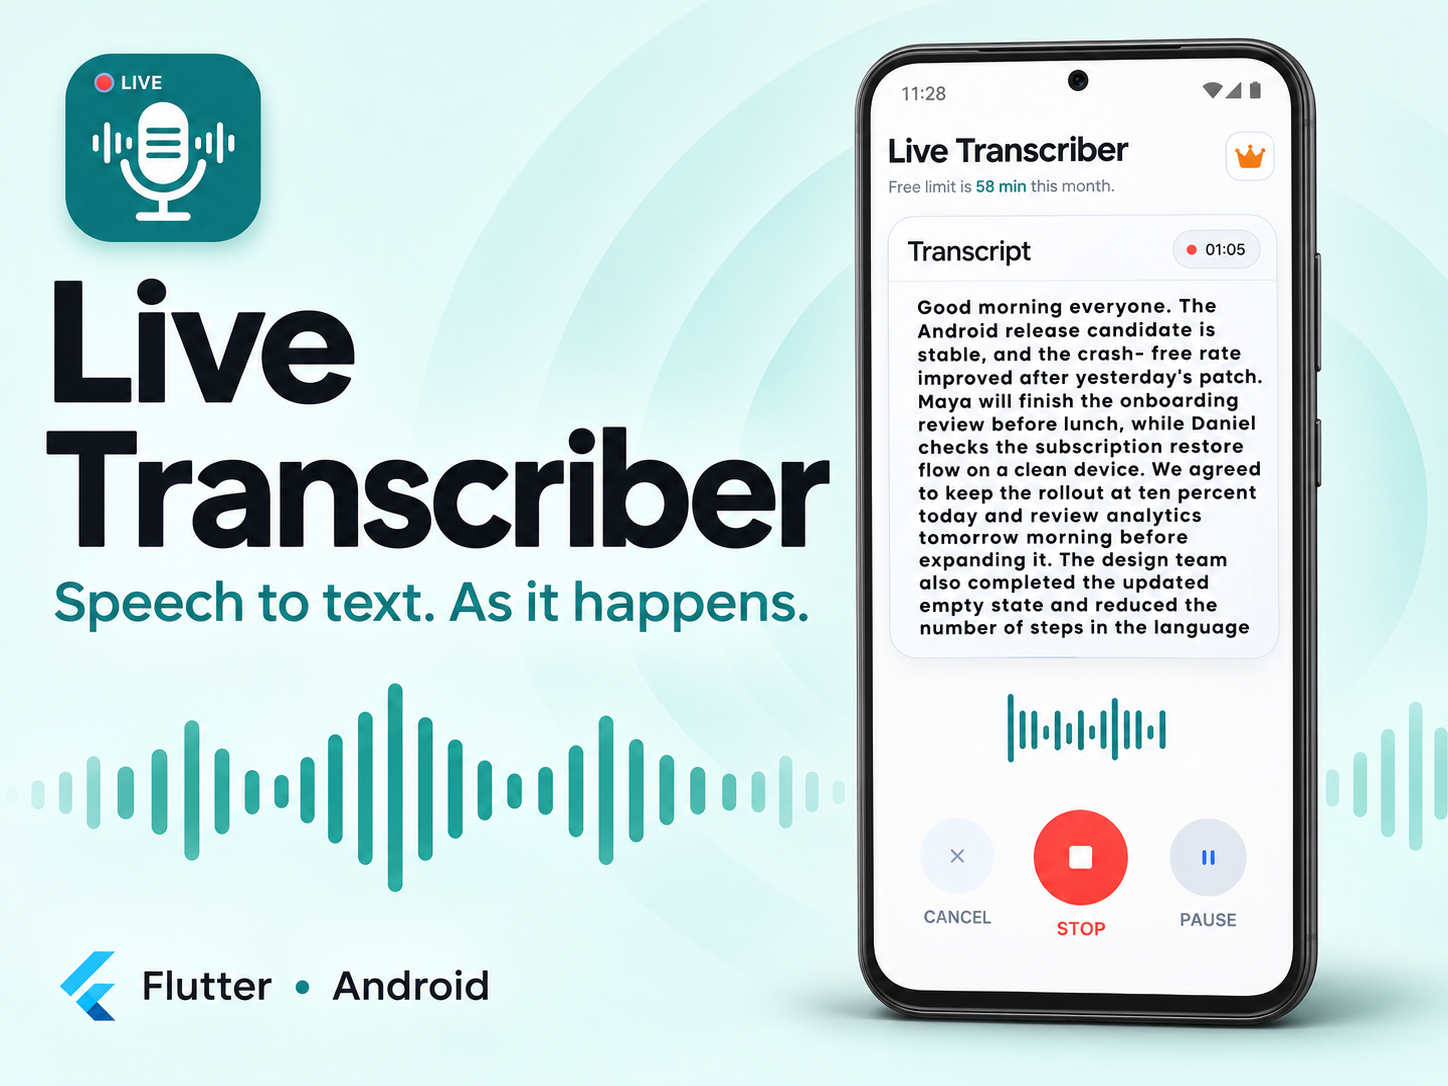 LIVE
Live
Transcriber
Speech to text. As it happens.
Flutter • Android
11:28
Live Transcriber
Free limit is 58 min this month.
Transcript
01:05
Good morning everyone. The
Android release candidate is
stable, and the crash- free rate
improved after yesterday's patch.
Maya will finish the onboarding
review before lunch, while Daniel
checks the subscription restore
flow on a clean device. We agreed
to keep the rollout at ten percent
today and review analytics
tomorrow morning before
expanding it. The design team
also completed the updated
empty state and reduced the
number of steps in the language
CANCEL
STOP
PAUSE